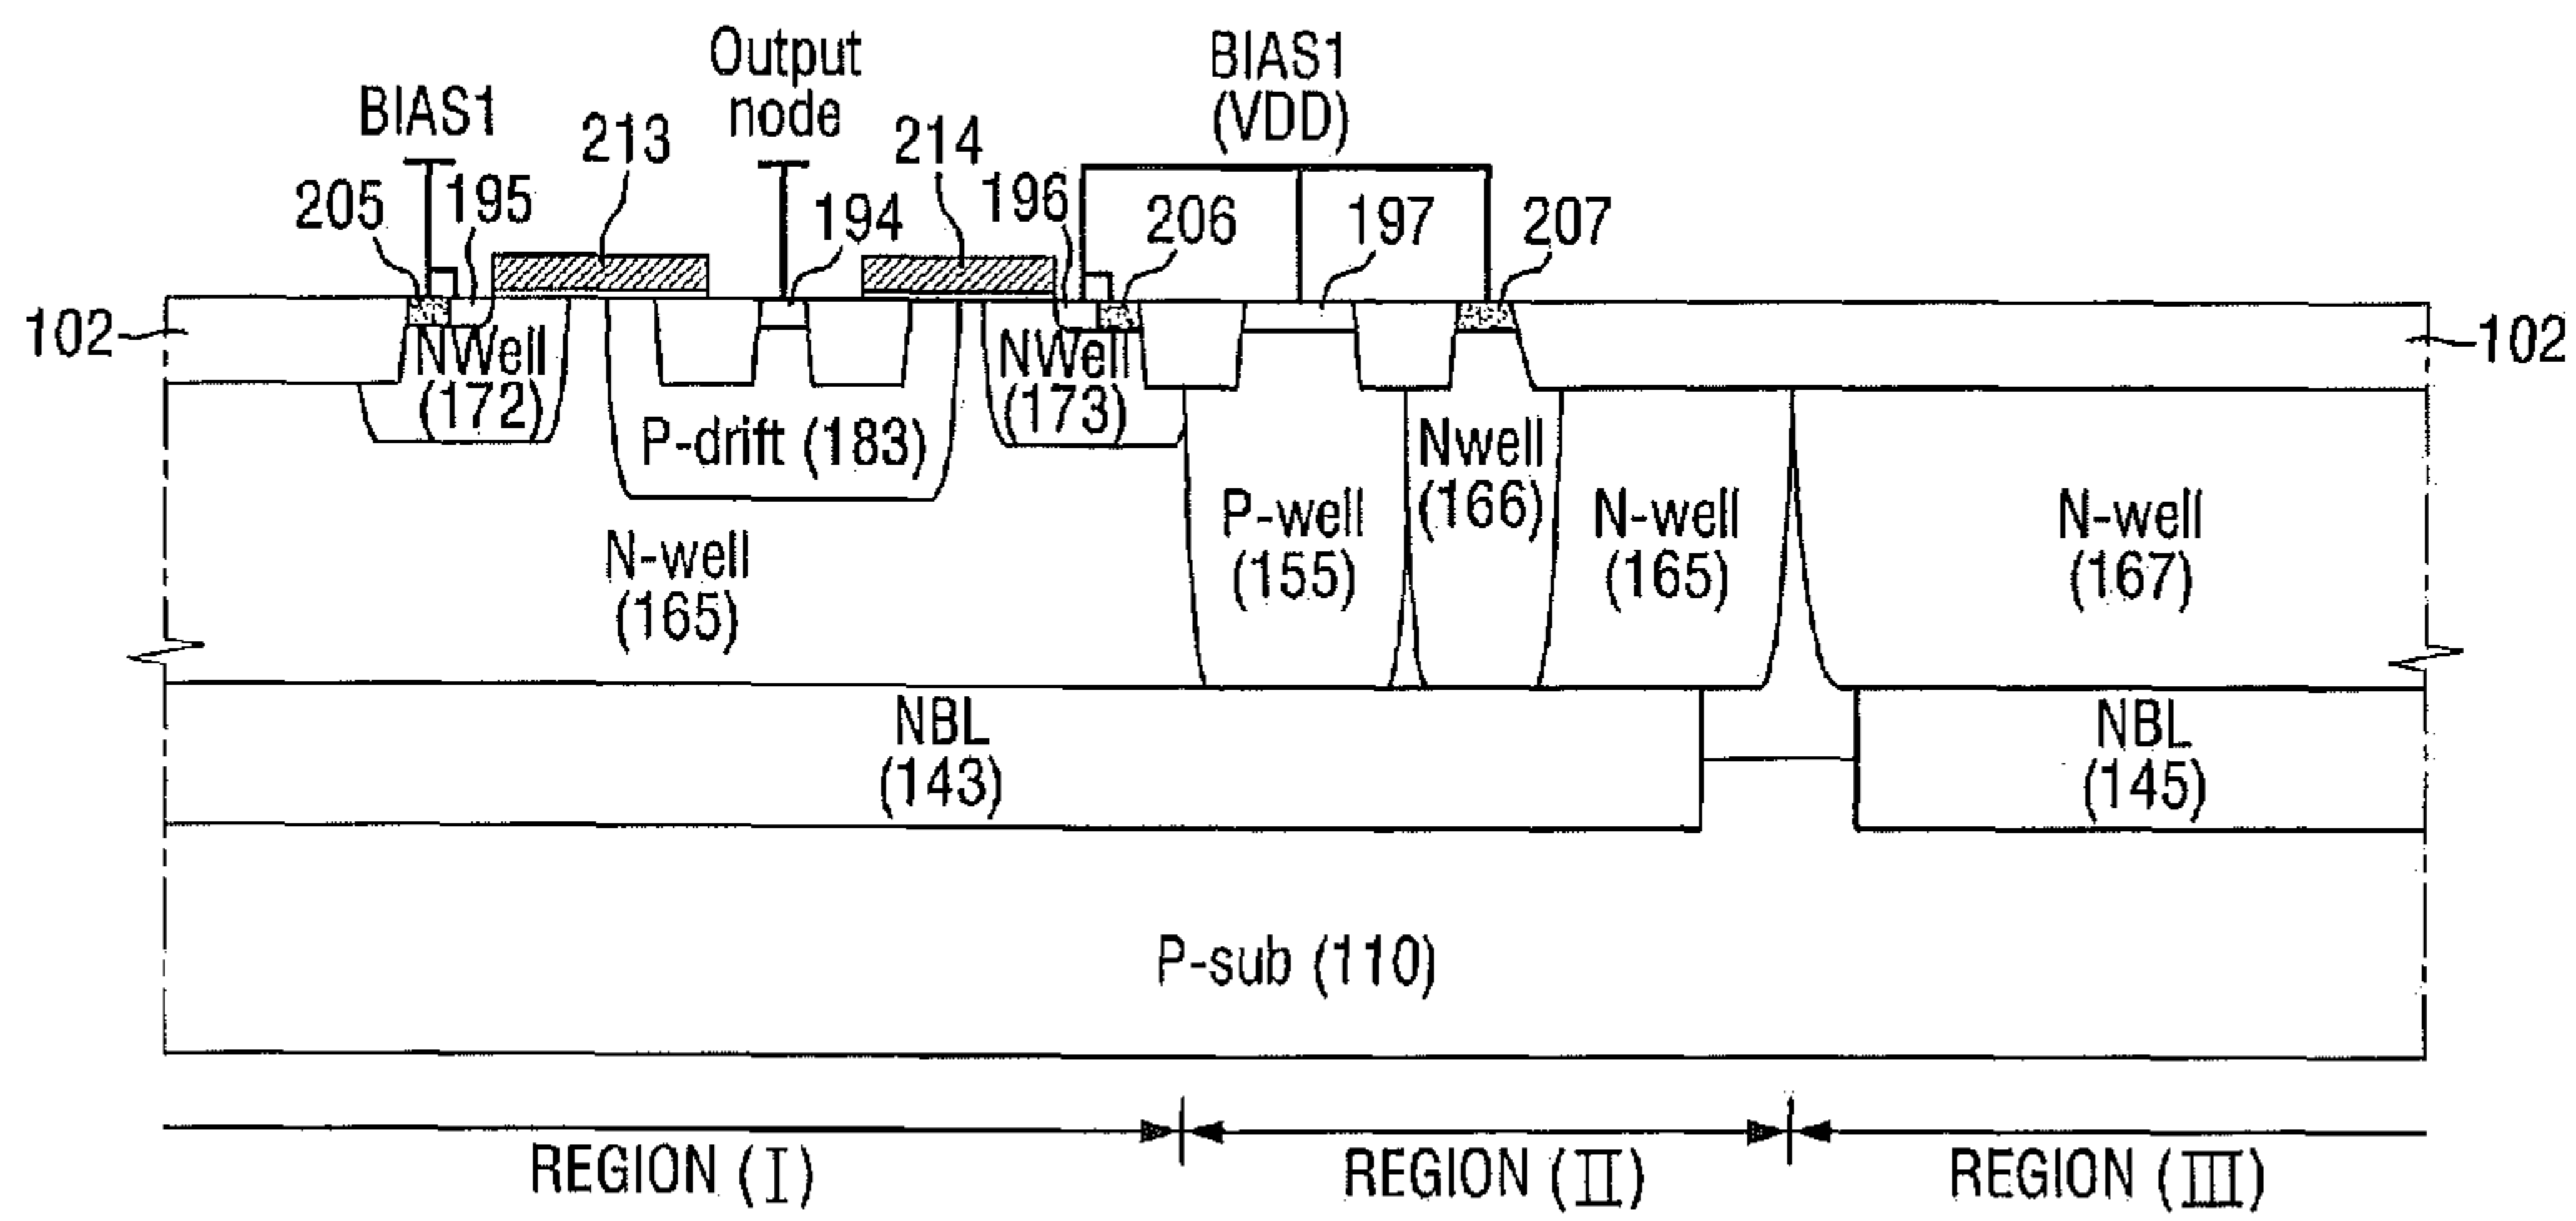 Output
node
BIAS1
BIAS1
(VDD)
213
214
205
195
194
196
206
197
207
102
102
NWell
(172)
P-drift (183)
NWell
(173)
N-well
(165)
P-well
(155)
Nwell
(166)
N-well
(165)
N-well
(167)
NBL
(143)
NBL
(145)
P-sub (110)
REGION (I)
REGION (II)
REGION (III)